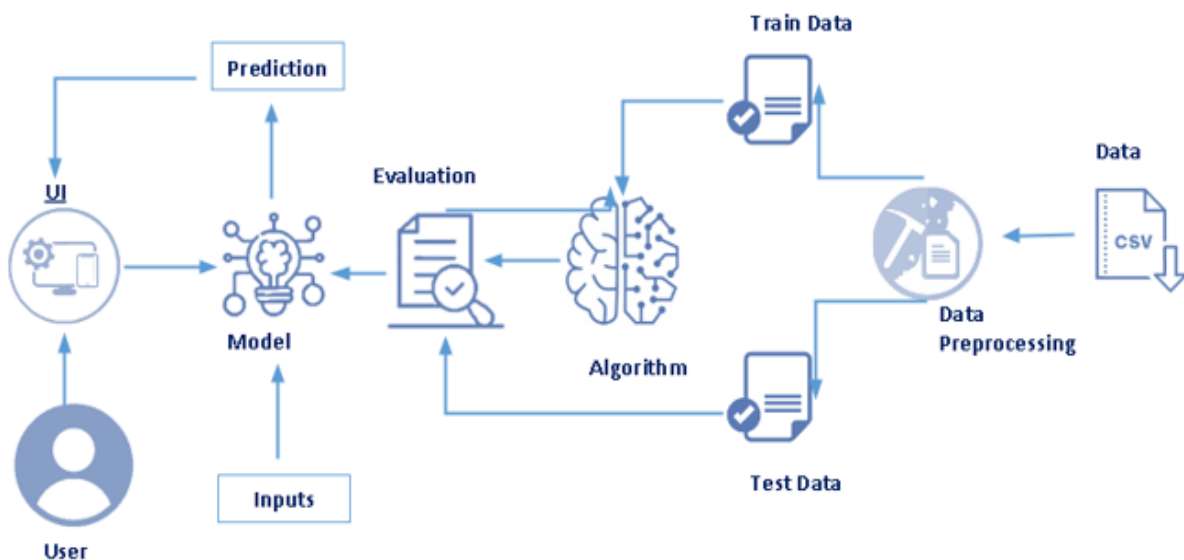 Train Data
Prediction
Data
Evaluation
UI
CSV
Data
Preprocessing
Model
Algorithm
Test Data
Inputs
User